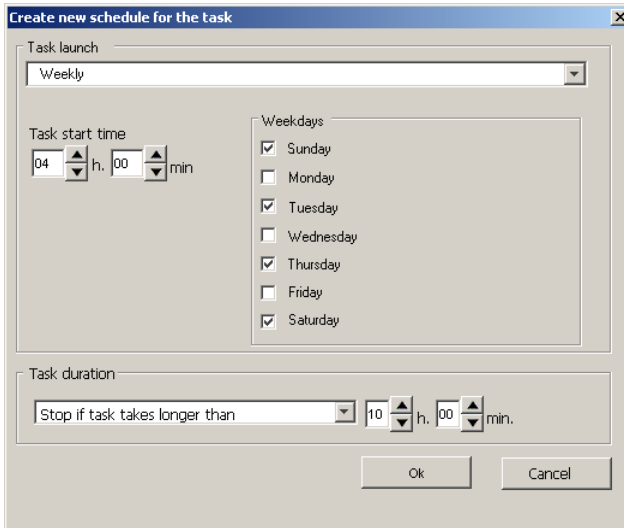 Create new schedule for the task
Task launch
Weekly
Task start time
04 h. 00 min
Weekdays
Sunday
Monday
Tuesday
Wednesday
Thursday
Friday
Saturday
Task duration
Stop if task takes longer than 10 h. 00 min.
Ok Cancel